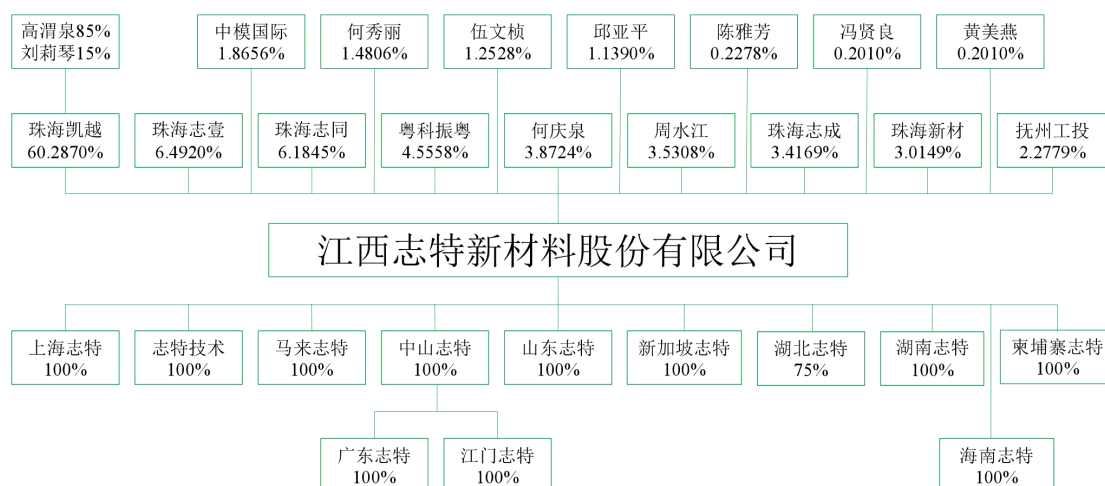 高渭泉85%
刘莉琴15%
中模国际
1.8656%
何秀丽
1.4806%
伍文桢
1.2528%
邱亚平
1.1390%
陈雅芳
0.2278%
冯贤良
0.2010%
黄美燕
0.2010%
珠海凯越
60.2870%
珠海志壹
6.4920%
珠海志同
6.1845%
粤科振粤
4.5558%
何庆泉
3.8724%
周水江
3.5308%
珠海志成
3.4169%
珠海新材
3.0149%
抚州工投
2.2779%
江西志特新材料股份有限公司
上海志特
100%
志特技术
100%
马来志特
100%
中山志特
100%
山东志特
100%
新加坡志特
100%
湖北志特
75%
湖南志特
100%
柬埔寨志特
100%
广东志特
100%
江门志特
100%
海南志特
100%